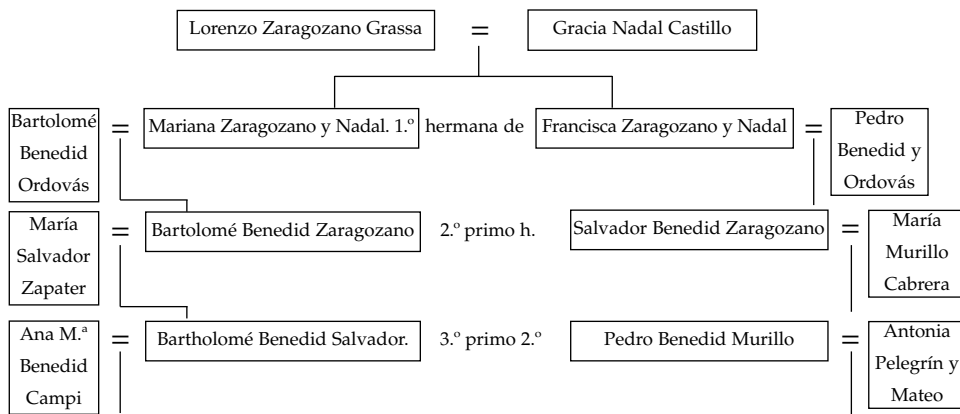 Lorenzo Zaragozano Grassa = Gracia Nadal Castillo
Bartolomé
Benedid
Ordovás
= Mariana Zaragozano y Nadal. 1.º hermana de Francisca Zaragozano y Nadal =
Pedro
Benedid y
Ordovás
María
Salvador
Zapater
= Bartolomé Benedid Zaragozano 2.º primo h. Salvador Benedid Zaragozano =
María
Murillo
Cabrera
Ana M.ª
Benedid
Campi
= Bartholomé Benedid Salvador. 3.º primo 2.º Pedro Benedid Murillo =
Antonia
Pelegrín y
Mateo